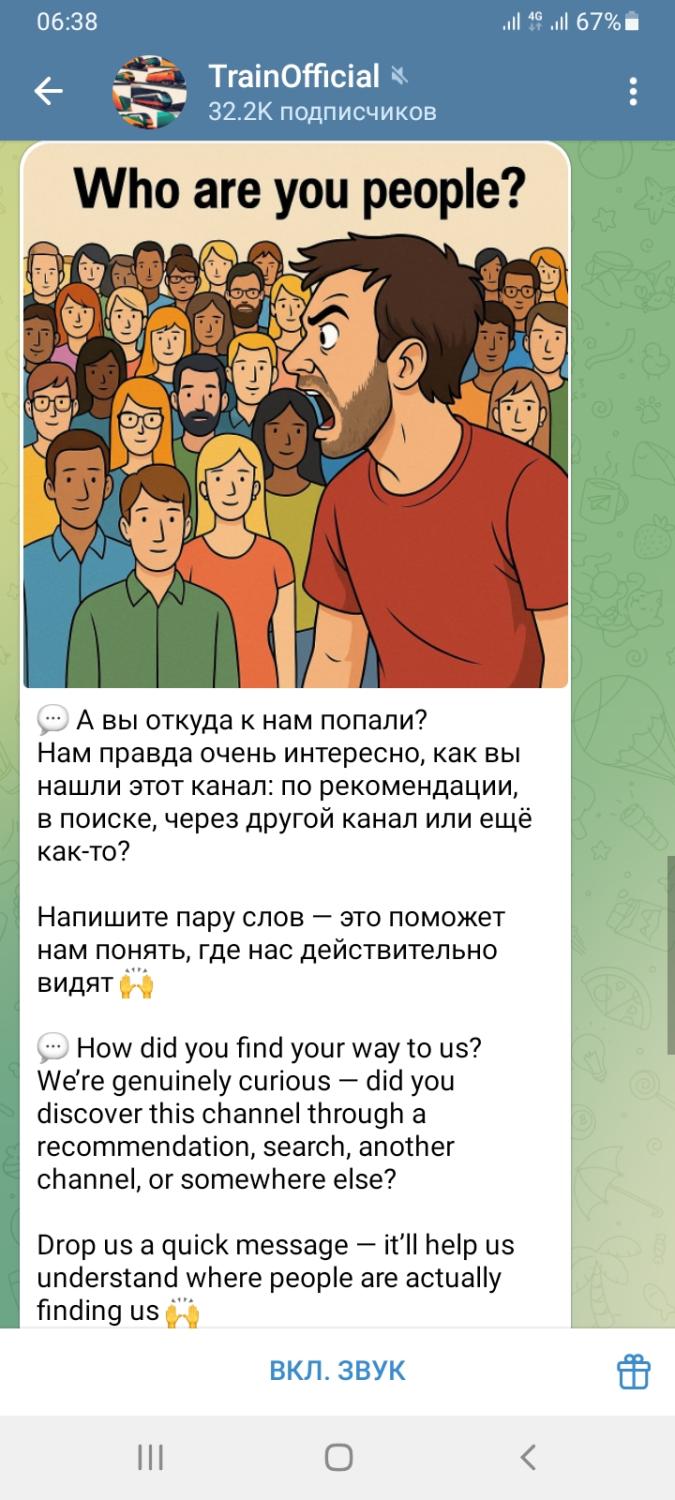 06:38
4G
67%
TrainOfficial
32.2K подписчиков
Who are you people?
А вы откуда к нам попали?
Нам правда очень интересно, как вы
нашли этот канал: по рекомендации,
в поиске, через другой канал или ещё
как-то?
Напишите пару слов — это поможет
нам понять, где нас действительно
видят 🙌
How did you find your way to us?
We’re genuinely curious — did you
discover this channel through a
recommendation, search, another
channel, or somewhere else?
Drop us a quick message — it’ll help us
understand where people are actually
finding us 🙌
ВКЛ. ЗВУК